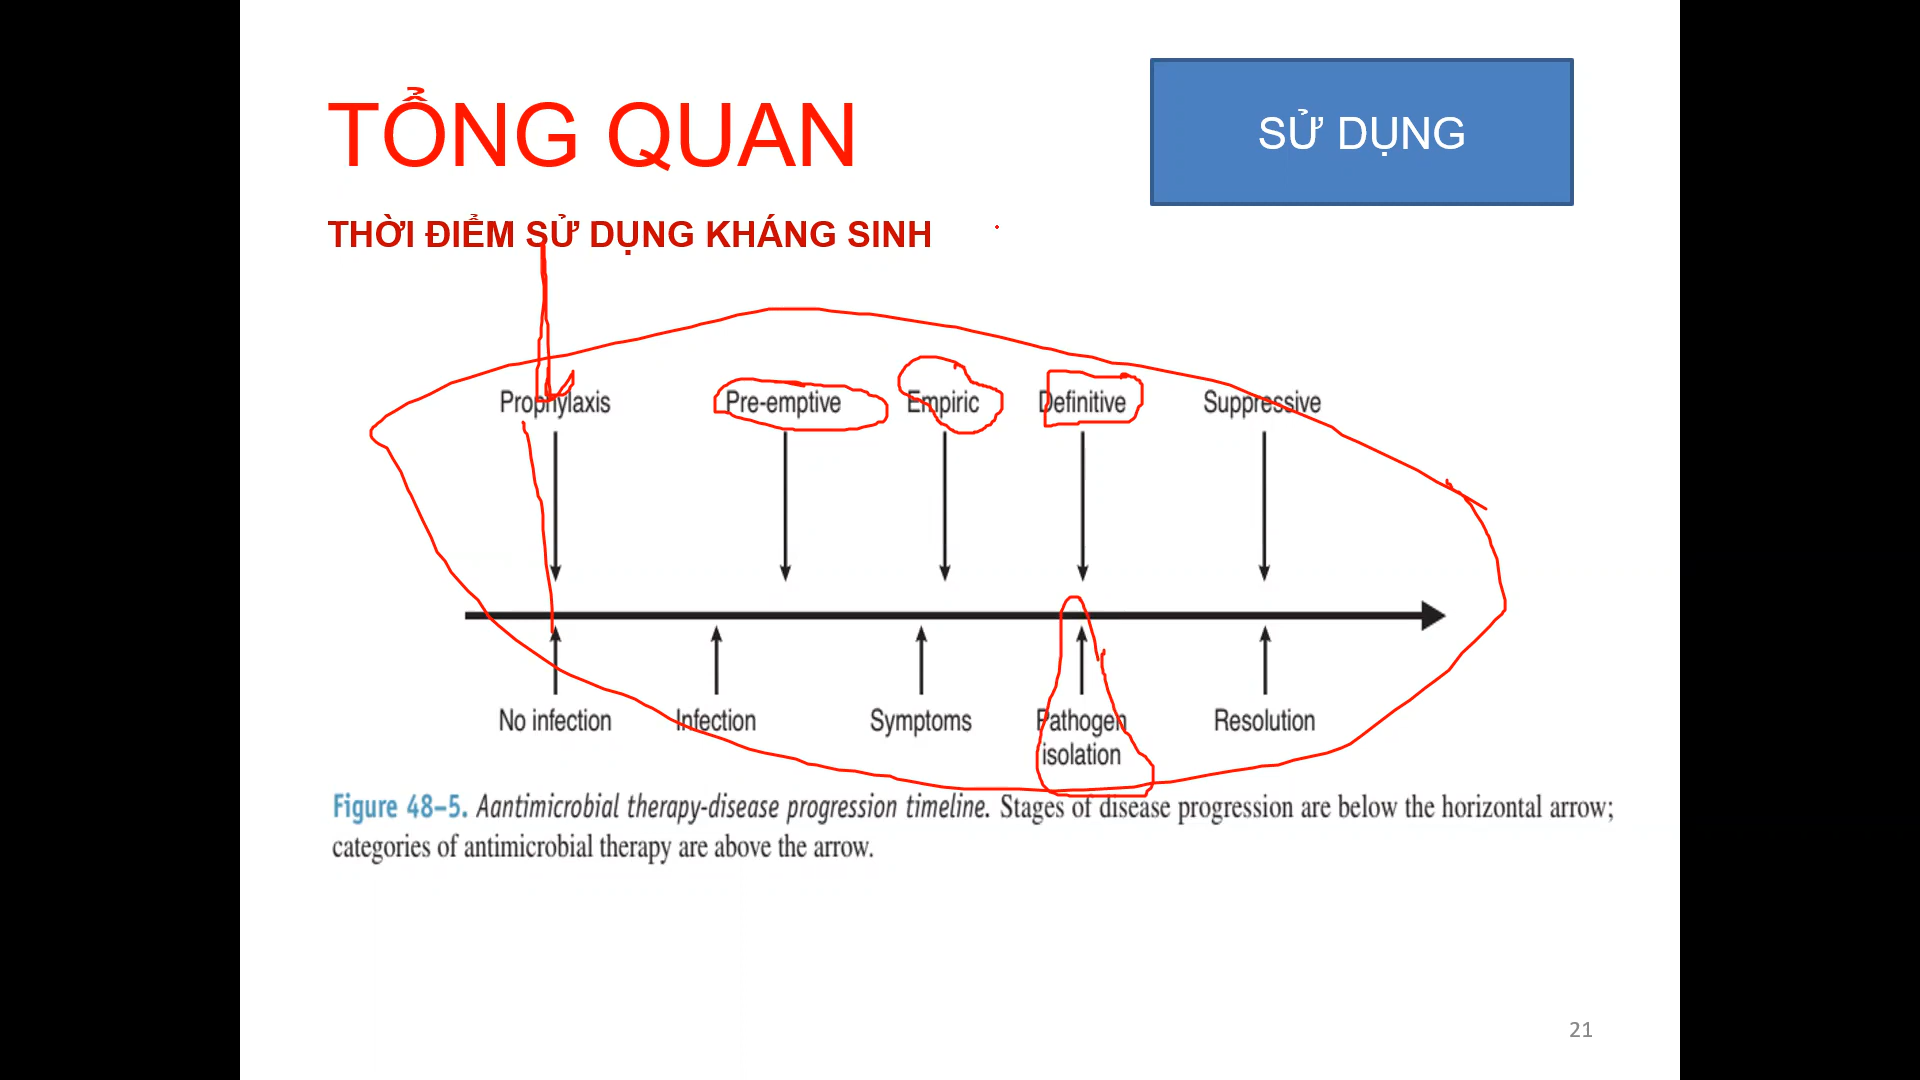 TỔNG QUAN
SỬ DỤNG
THỜI ĐIỂM SỬ DỤNG KHÁNG SINH
Prophylaxis Pre-emptive Empiric Definitive Suppressive
No infection Infection Symptoms Pathogen isolation Resolution
Figure 48–5. Aantimicrobial therapy-disease progression timeline. Stages of disease progression are below the horizontal arrow;
categories of antimicrobial therapy are above the arrow.
21